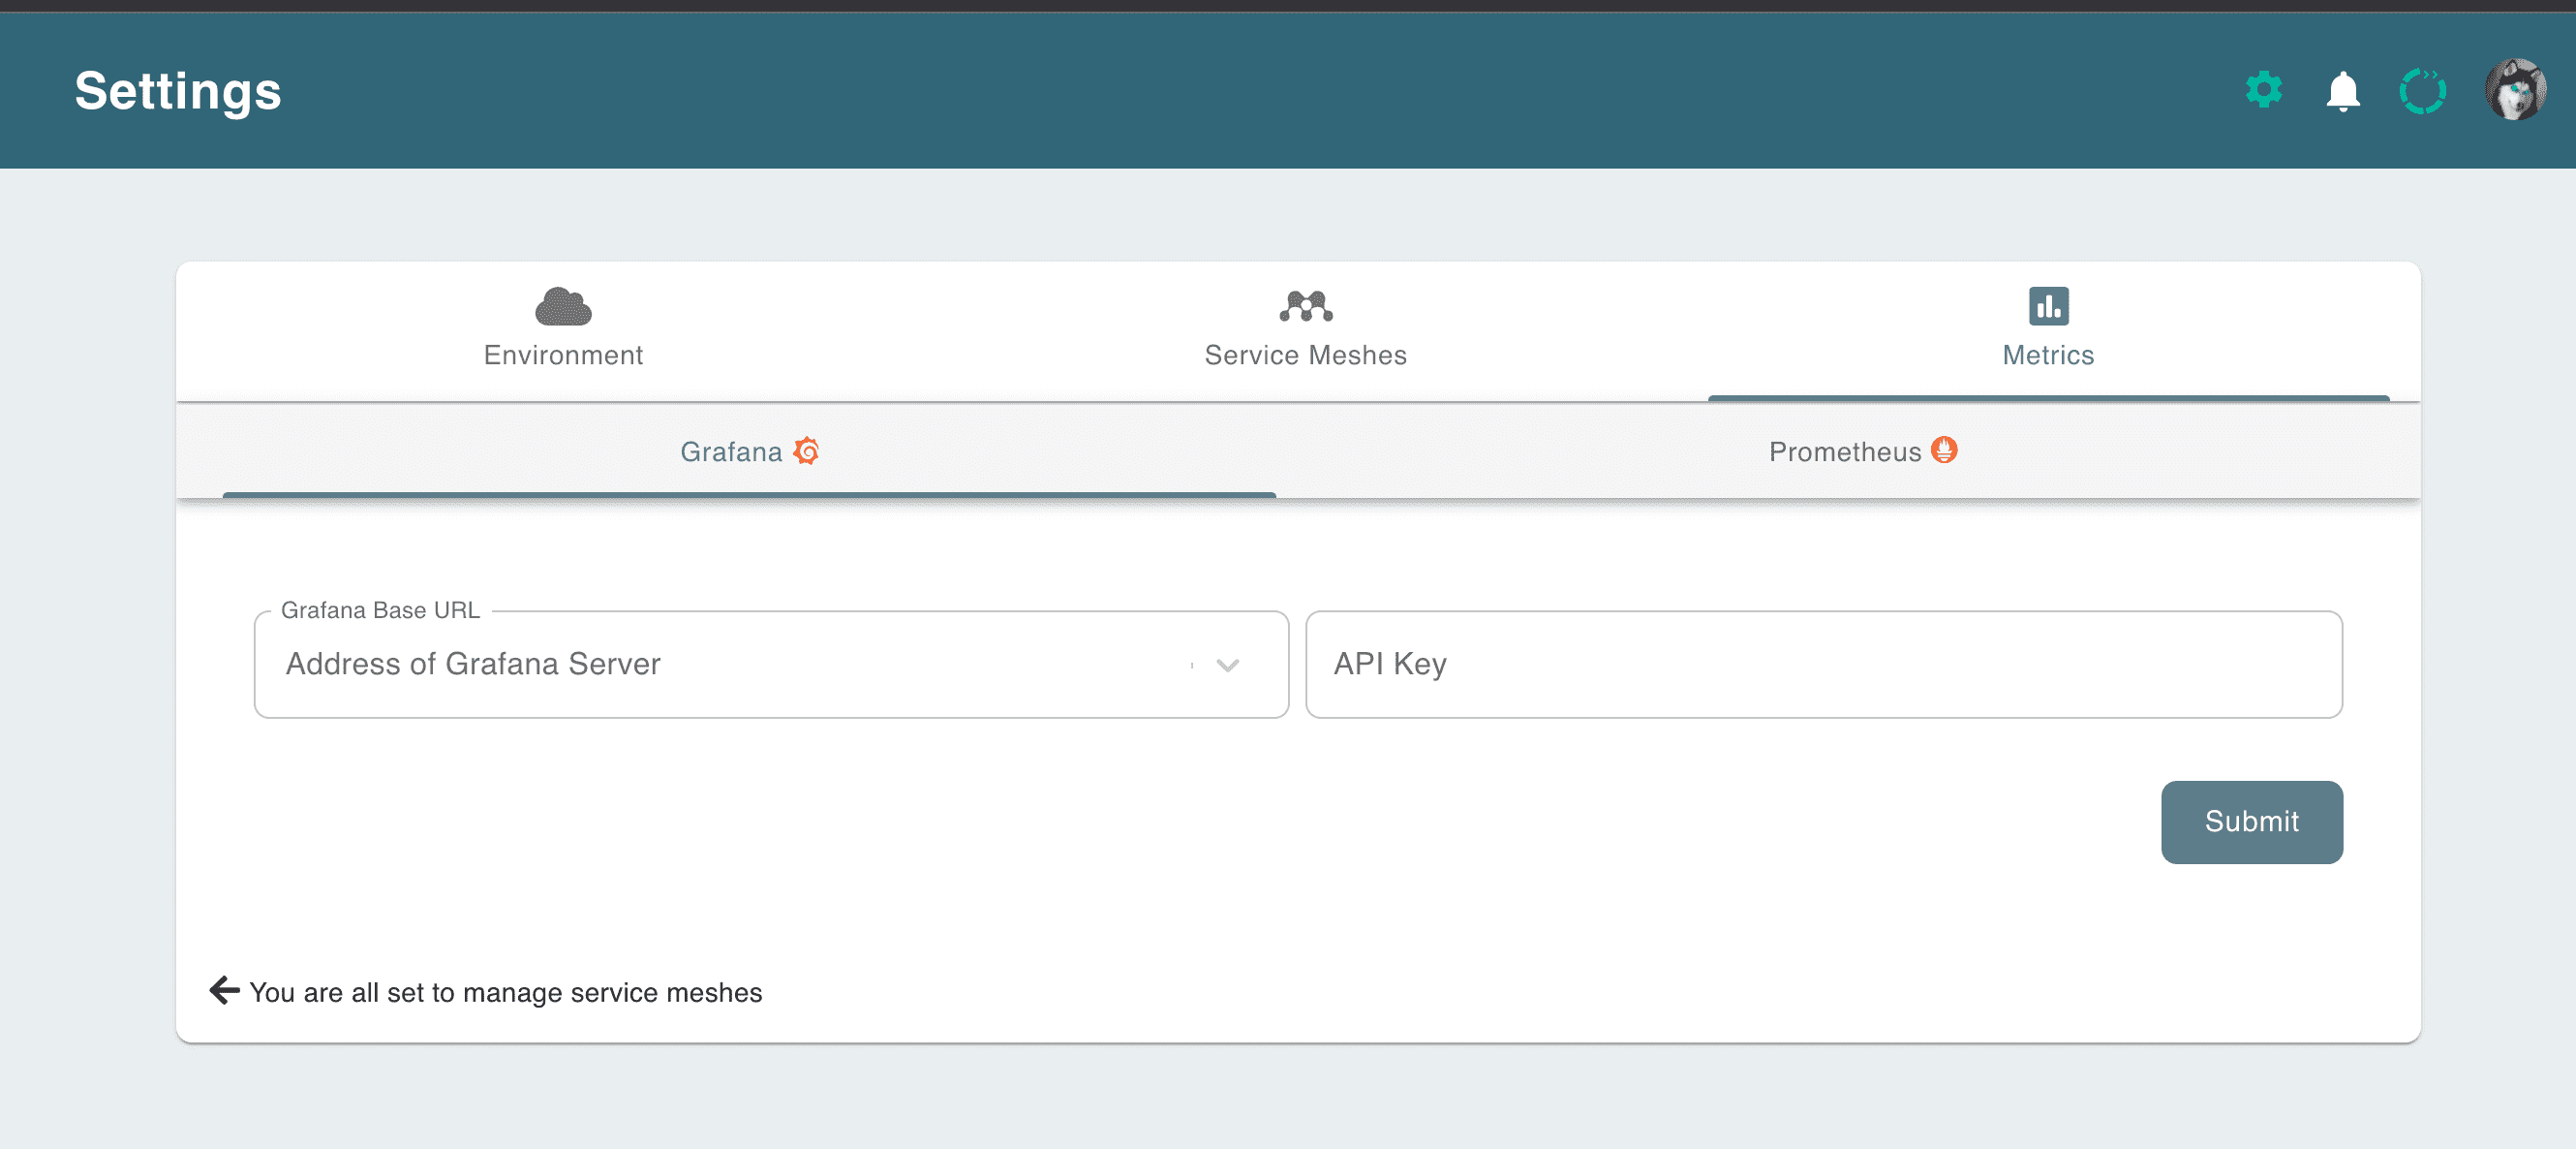 Settings
Environment
Service Meshes
Metrics
Grafana
Prometheus
Grafana Base URL
Address of Grafana Server
API Key
Submit
You are all set to manage service meshes